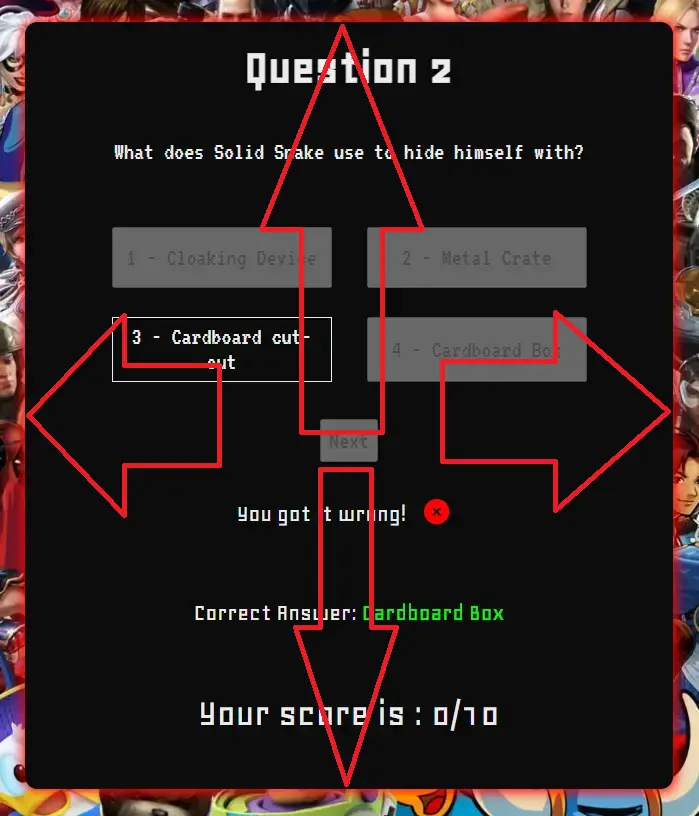 Question 2
What does Solid Snake use to hide himself with?
1 - Cloaking Device
2 - Metal Crate
3 - Cardboard cut-
out
4 - Cardboard Box
Next
You got it wrong!
Correct Answer: Cardboard Box
Your score is : 0/10